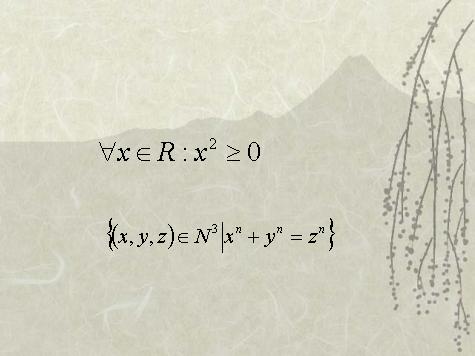 ∀x ∈ R : x² ≥ 0
{(x, y, z) ∈ N³ | xⁿ + yⁿ = zⁿ}